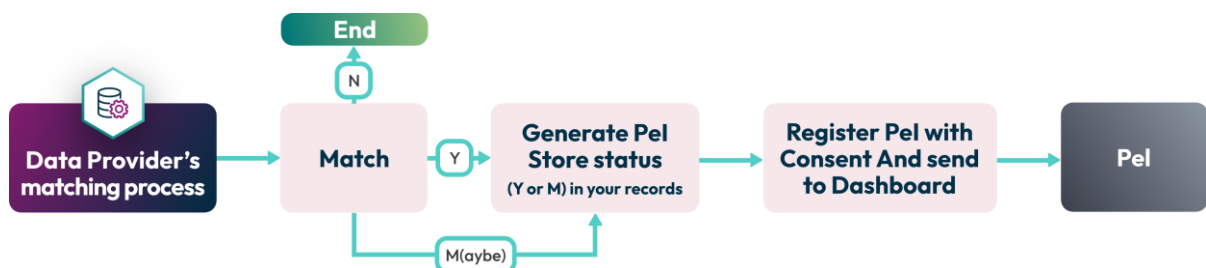 End
N
Data Provider's
matching process
Match
Y
Generate Pel
Store status
(Y or M) in your records
Register Pel with
Consent And send
to Dashboard
Pel
M(aybe)